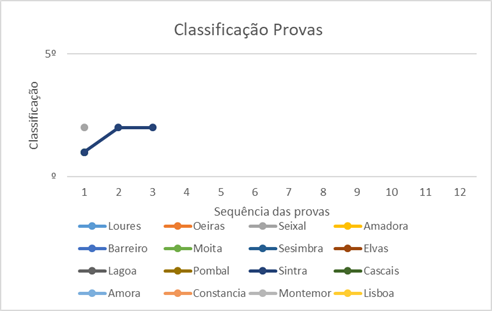 Classificação Provas
5º
Classificação
º
1 2 3 4 5 6 7 8 9 10 11 12
Sequência das provas
Loures Oeiras Seixal Amadora
Barreiro Moita Sesimbra Elvas
Lagoa Pombal Sintra Cascais
Amora Constancia Montemor Lisboa